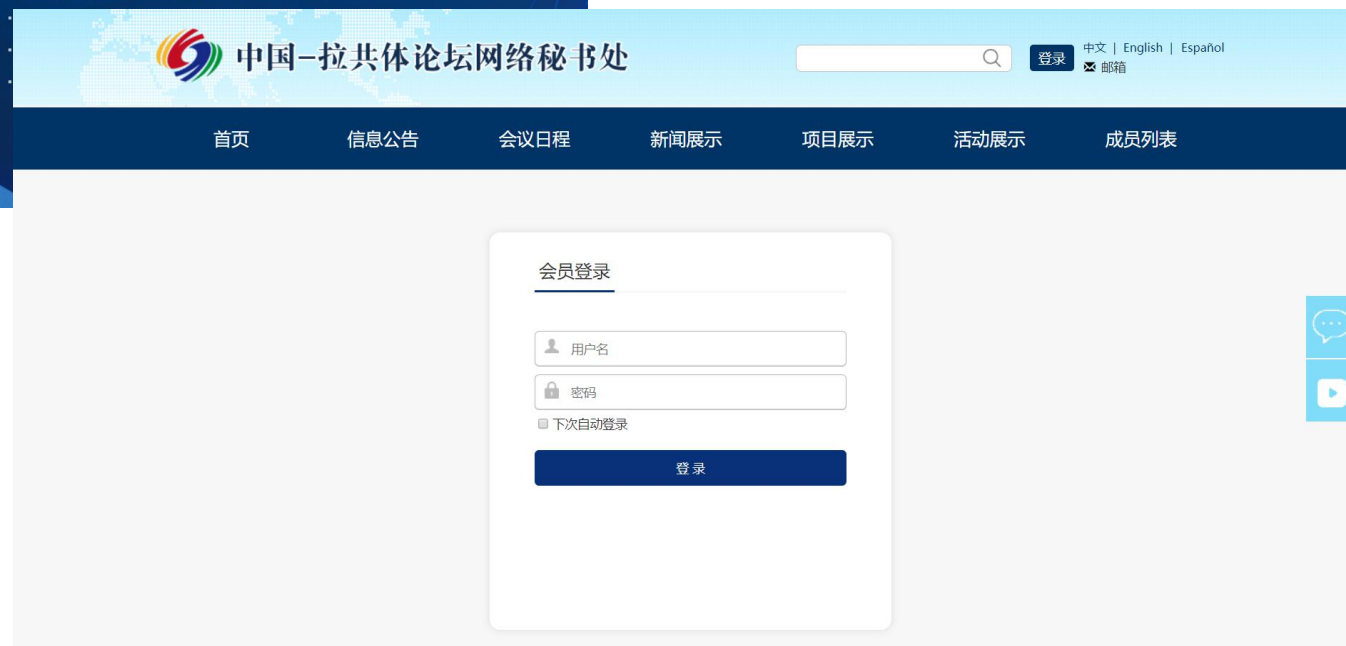 中国-拉共体论坛网络秘书处
登录
中文 | English | Español
邮箱
首页 信息公告 会议日程 新闻展示 项目展示 活动展示 成员列表
会员登录
用户名
密码
下次自动登录
登 录